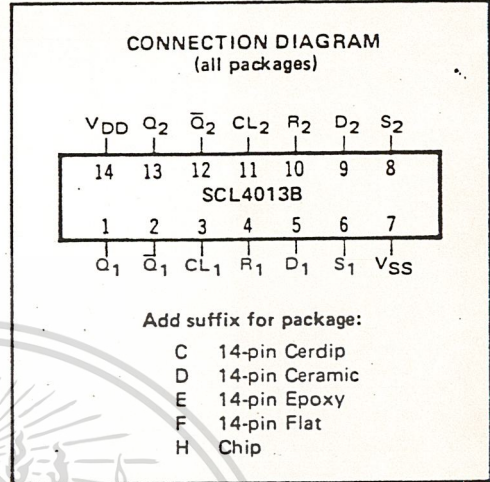 CONNECTION DIAGRAM
(all packages)
VDD Q2 Q̄2 CL2 R2 D2 S2
14 13 12 11 10 9 8
SCL4013B
1 2 3 4 5 6 7
Q1 Q̄1 CL1 R1 D1 S1 VSS
Add suffix for package:
C 14-pin Cerdip
D 14-pin Ceramic
E 14-pin Epoxy
F 14-pin Flat
H Chip